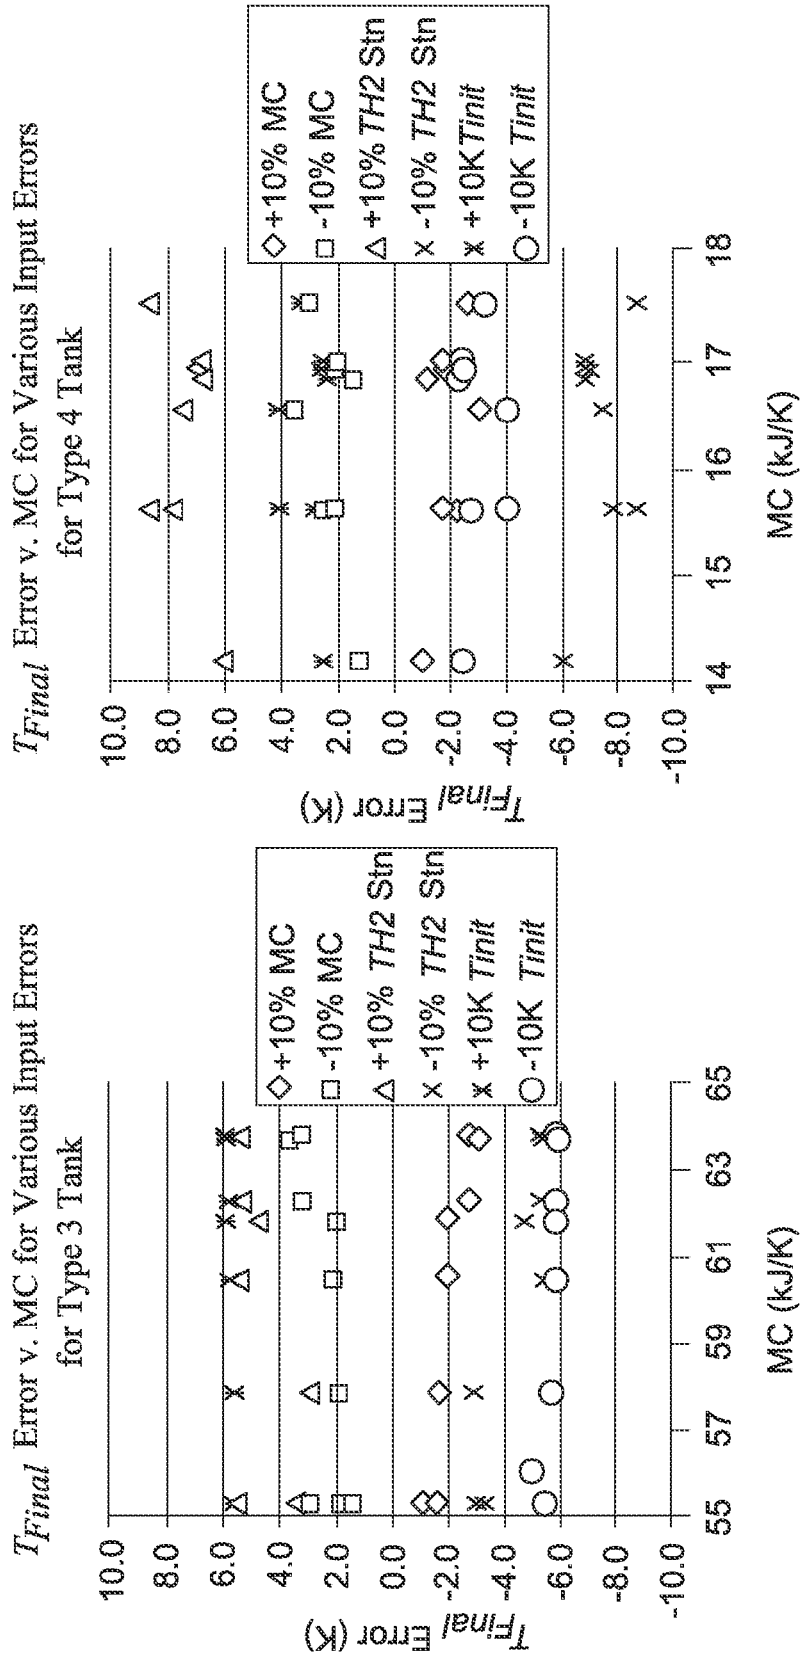 T_Final Error v. MC for Various Input Errors
for Type 3 Tank
10.0
8.0
6.0
4.0
2.0
0.0
-2.0
-4.0
-6.0
-8.0
-10.0
T_Final Error (K)
55
57
59
61
63
65
MC (kJ/K)
+10% MC
-10% MC
+10% TH2 Stn
-10% TH2 Stn
+10K Tinit
-10K Tinit
T_Final Error v. MC for Various Input Errors
for Type 4 Tank
10.0
8.0
6.0
4.0
2.0
0.0
-2.0
-4.0
-6.0
-8.0
-10.0
T_Final Error (K)
14
15
16
17
18
MC (kJ/K)
+10% MC
-10% MC
+10% TH2 Stn
-10% TH2 Stn
+10KTinit
-10K Tinit